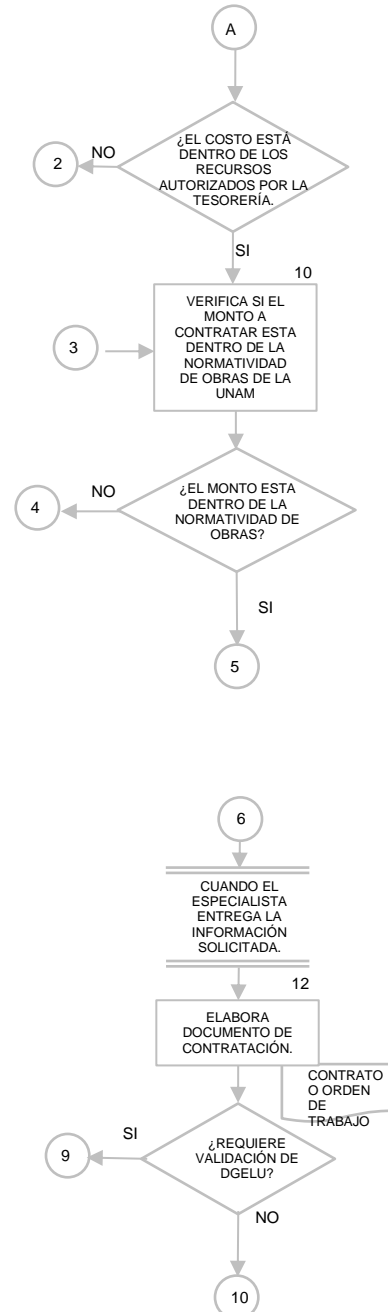 A
¿EL COSTO ESTÁ
DENTRO DE LOS
RECURSOS
AUTORIZADOS POR LA
TESORERÍA.
NO
2
SI
10
VERIFICA SI EL
MONTO A
CONTRATAR ESTA
DENTRO DE LA
NORMATIVIDAD
DE OBRAS DE LA
UNAM
3
NO
¿EL MONTO ESTA
DENTRO DE LA
NORMATIVIDAD DE
OBRAS?
4
SI
5
6
CUANDO EL
ESPECIALISTA
ENTREGA LA
INFORMACIÓN
SOLICITADA.
12
ELABORA
DOCUMENTO DE
CONTRATACIÓN.
CONTRATO
O ORDEN
DE
TRABAJO
SI
¿REQUIERE
VALIDACIÓN DE
DGELU?
9
NO
10